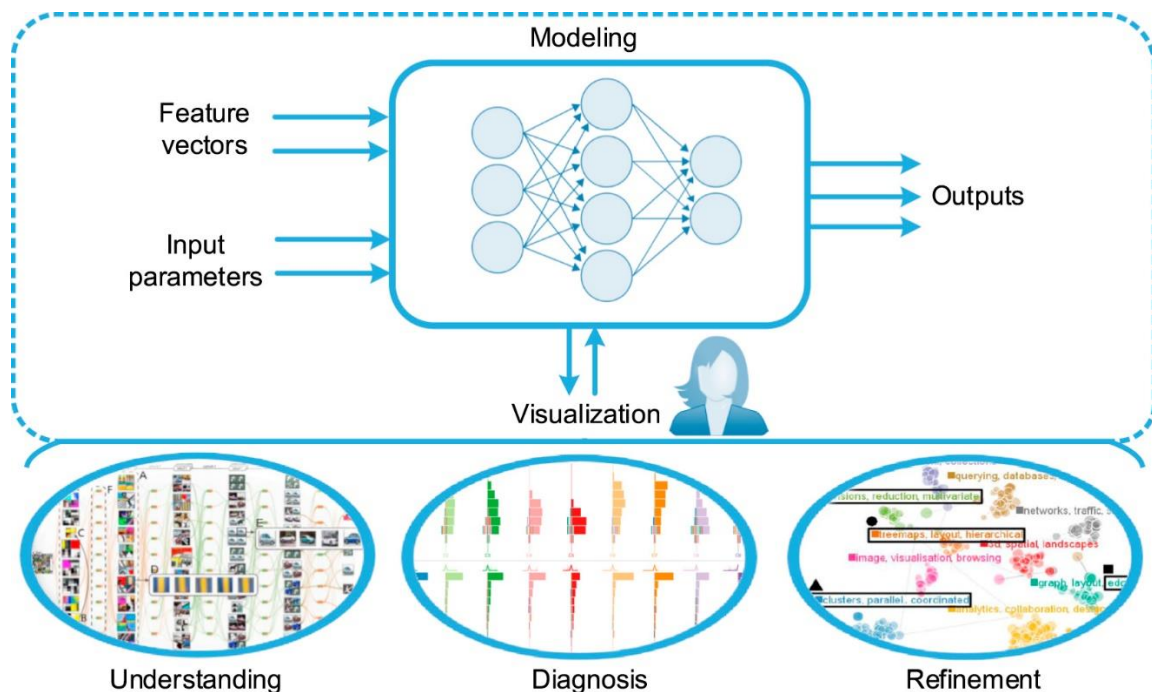 Modeling
Feature
vectors
Input
parameters
Outputs
Visualization
A
F
C
E
D
B
querying, databases,
reduction, multivariate
networks, traffic,
treemaps, layout, hierarchical
spatial, landscapes
image, visualisation, browsing
graph, layout,
clusters, parallel, coordinated
analytics, collaboration,
Understanding
Diagnosis
Refinement